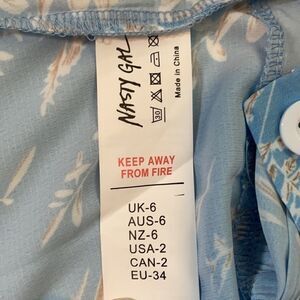 NASTY GAL
30
Made in China
KEEP AWAY
FROM FIRE
UK-6
AUS-6
NZ-6
USA-2
CAN-2
EU-34